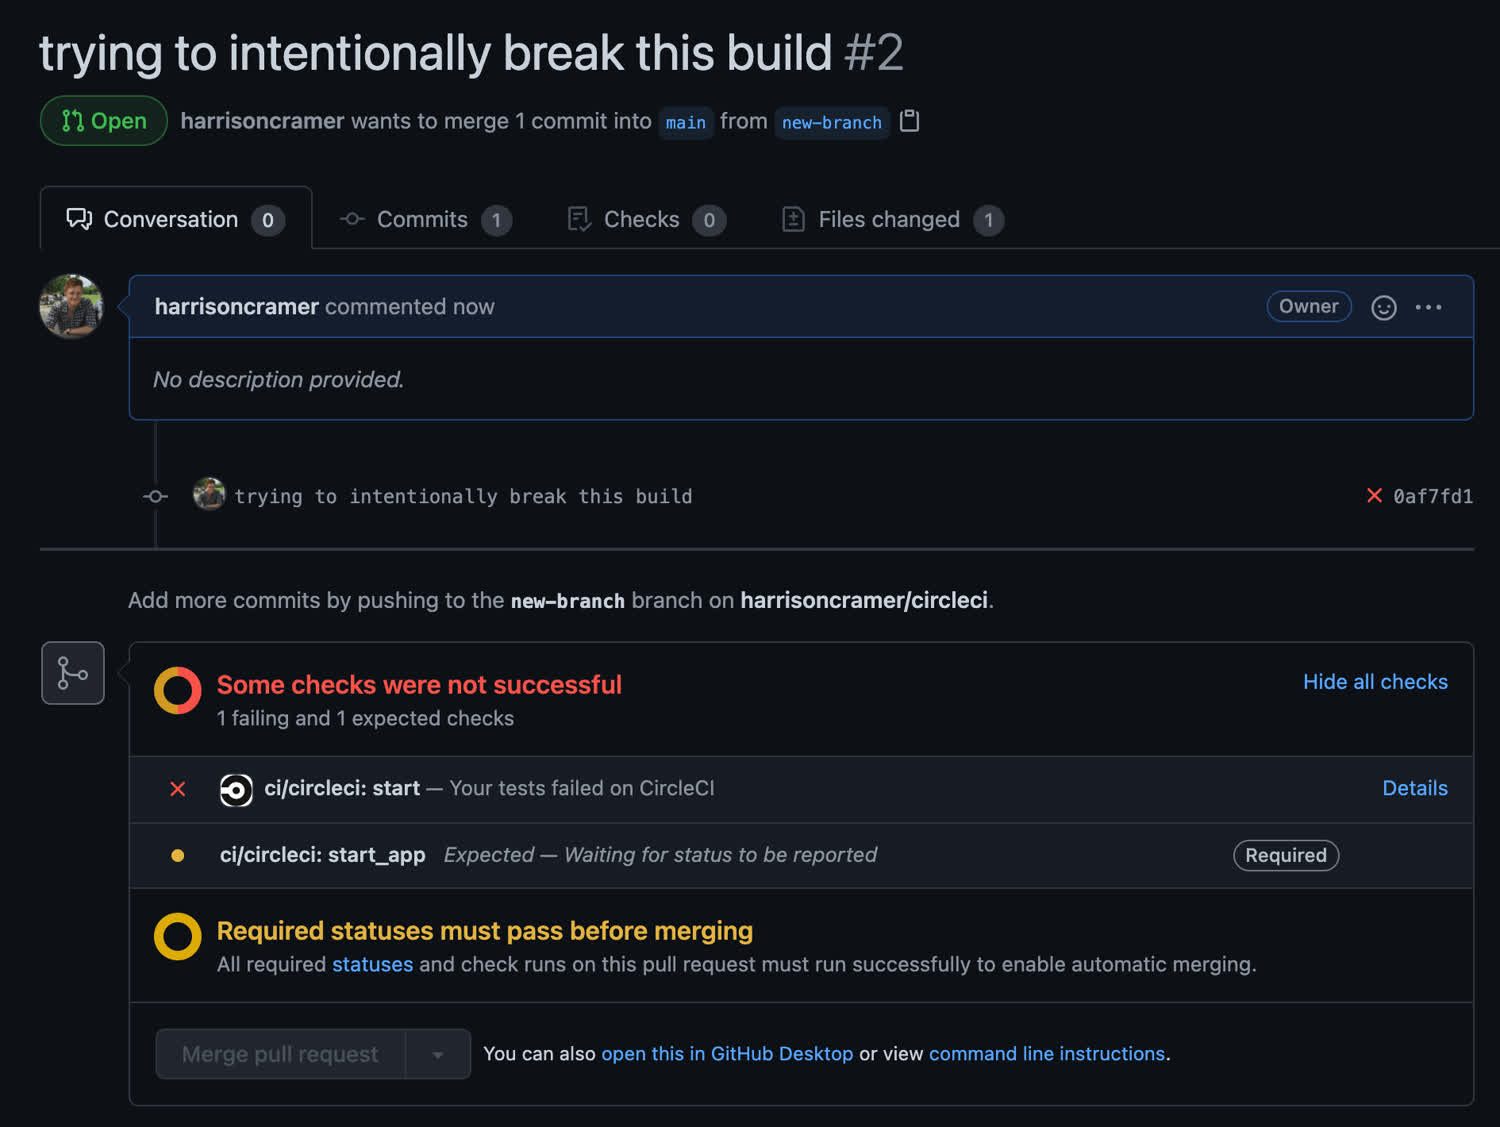 trying to intentionally break this build #2
Open harrisoncramer wants to merge 1 commit into main from new-branch
Conversation 0 Commits 1 Checks 0 Files changed 1
harrisoncramer commented now Owner
No description provided.
trying to intentionally break this build 0af7fd1
Add more commits by pushing to the new-branch branch on harrisoncramer/circleci.
Some checks were not successful Hide all checks
1 failing and 1 expected checks
ci/circleci: start — Your tests failed on CircleCI Details
ci/circleci: start_app Expected — Waiting for status to be reported Required
Required statuses must pass before merging
All required statuses and check runs on this pull request must run successfully to enable automatic merging.
Merge pull request You can also open this in GitHub Desktop or view command line instructions.